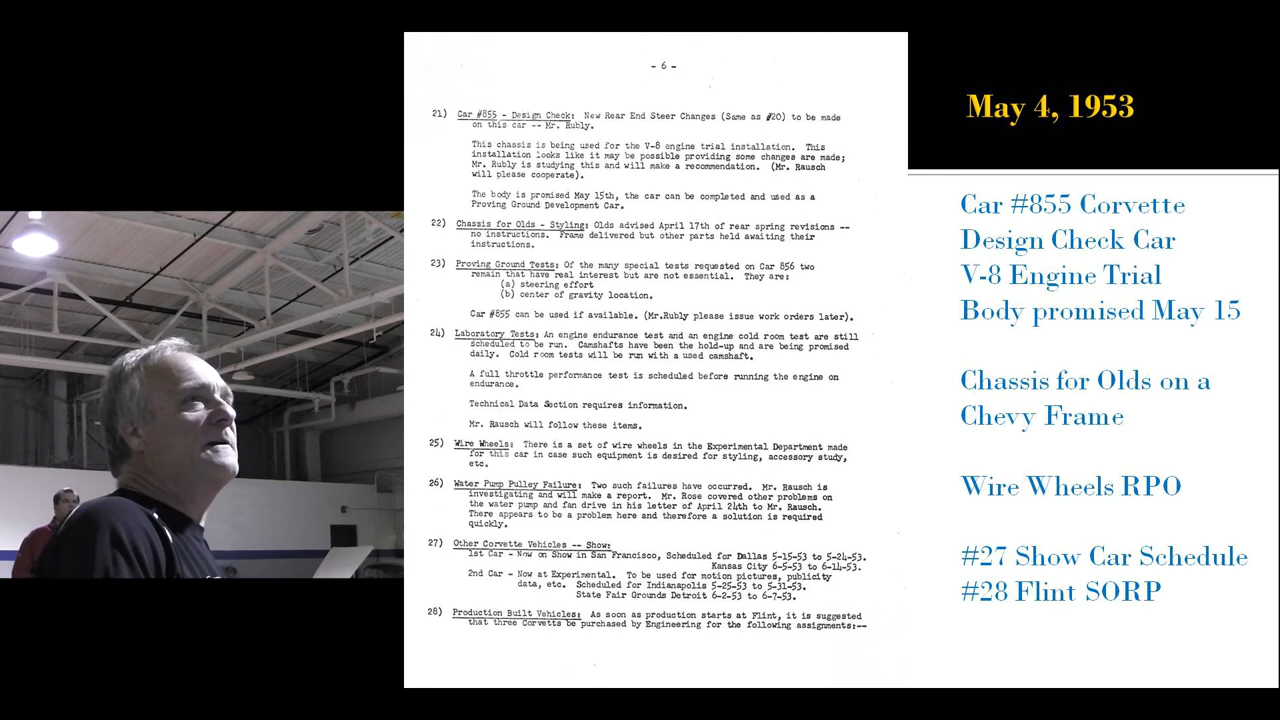 - 6 -
21) Car #855 - Design Check: New Rear End Steer Changes (Same as #20) to be made
on this car -- Mr. Rubly.
This chassis is being used for the V-8 engine trial installation. This
installation looks like it may be possible providing some changes are made;
Mr. Rubly is studying this and will make a recommendation. (Mr. Rausch
will please cooperate).
The body is promised May 15th, the car can be completed and used as a
Proving Ground Development Car.
22) Chassis for Olds - Styling: Olds advised April 17th of rear spring revisions --
no instructions. Frame delivered but other parts held awaiting their
instructions.
23) Proving Ground Tests: Of the many special tests requested on Car 856 two
remain that have real interest but are not essential. They are:
(a) steering effort
(b) center of gravity location.
Car #855 can be used if available. (Mr.Rubly please issue work orders later).
24) Laboratory Tests: An engine endurance test and an engine cold room test are still
scheduled to be run. Camshafts have been the hold-up and are being promised
daily. Cold room tests will be run with a used camshaft.
A full throttle performance test is scheduled before running the engine on
endurance.
Technical Data Section requires information.
Mr. Rausch will follow these items.
25) Wire Wheels: There is a set of wire wheels in the Experimental Department made
for this car in case such equipment is desired for styling, accessory study,
etc.
26) Water Pump Pulley Failure: Two such failures have occurred. Mr. Rausch is
investigating and will make a report. Mr. Rose covered other problems on
the water pump and fan drive in his letter of April 24th to Mr. Rausch.
There appears to be a problem here and therefore a solution is required
quickly.
27) Other Corvette Vehicles -- Show:
1st Car - Now on Show in San Francisco, Scheduled for Dallas 5-15-53 to 5-24-53.
Kansas City 6-5-53 to 6-14-53.
2nd Car - Now at Experimental. To be used for motion pictures, publicity
data, etc. Scheduled for Indianapolis 5-25-53 to 5-31-53.
State Fair Grounds Detroit 6-2-53 to 6-7-53.
28) Production Built Vehicles: As soon as production starts at Flint, it is suggested
that three Corvetts be purchased by Engineering for the following assignments:--
May 4, 1953
Car #855 Corvette
Design Check Car
V-8 Engine Trial
Body promised May 15
Chassis for Olds on a
Chevy Frame
Wire Wheels RPO
#27 Show Car Schedule
#28 Flint SORP